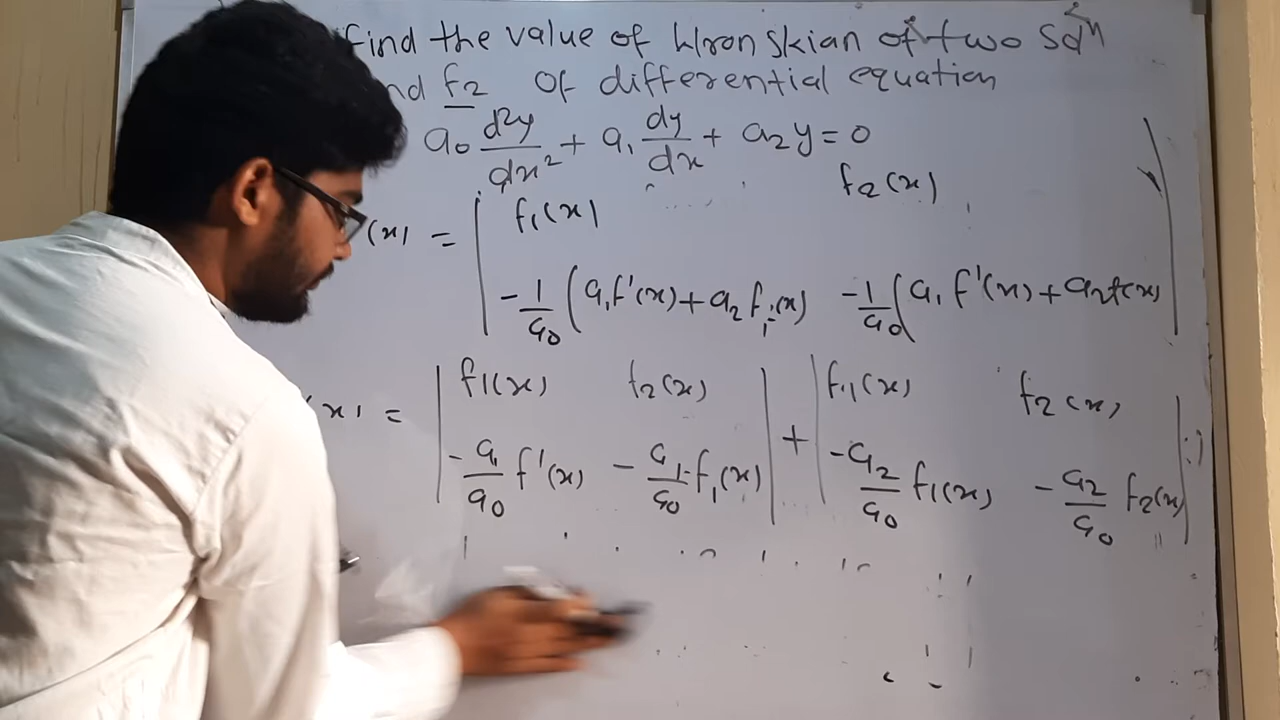 find the value of Wronskian of two solⁿ
nd f2 of differential equation
a₀ d²y/dx² + a₁ dy/dx + a₂y = 0
(x) = | f₁(x) f₂(x) |
| -1/a₀ (a₁f'(x) + a₂f₁(x) -1/a₀ (a₁f'(x) + a₂f(x) |
(x) = | f1(x) f2(x) | + | f₁1(x) f2(x) |
| -a₁/a₀ f'(x) -a₁/a₀ f₁(x) | | -a₂/a₀ f1(x) -a₂/a₀ f₂(x) |